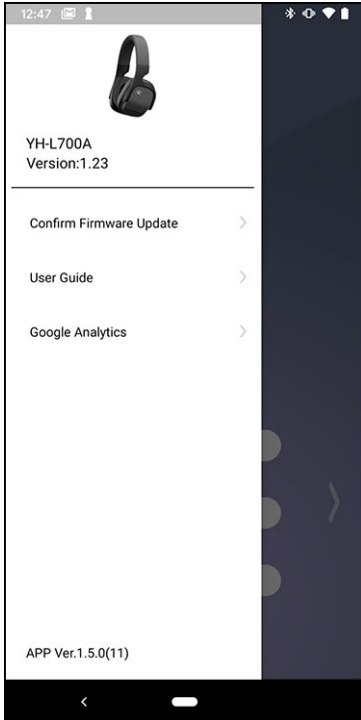 12:47
YH-L700A
Version:1.23
Confirm Firmware Update
User Guide
Google Analytics
APP Ver.1.5.0(11)